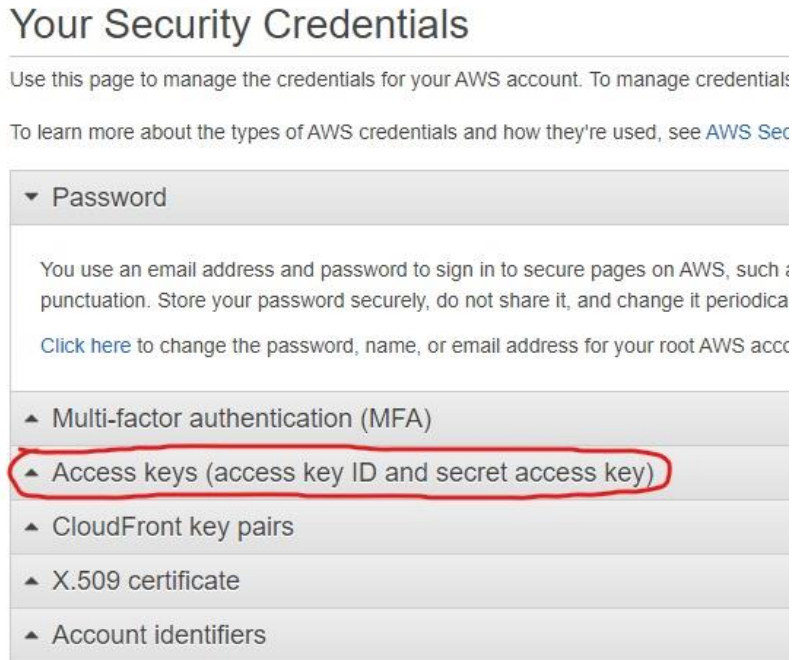 Your Security Credentials
Use this page to manage the credentials for your AWS account. To manage credentials
To learn more about the types of AWS credentials and how they're used, see AWS Sec
Password
You use an email address and password to sign in to secure pages on AWS, such a
punctuation. Store your password securely, do not share it, and change it periodica
Click here to change the password, name, or email address for your root AWS acco
Multi-factor authentication (MFA)
Access keys (access key ID and secret access key)
CloudFront key pairs
X.509 certificate
Account identifiers